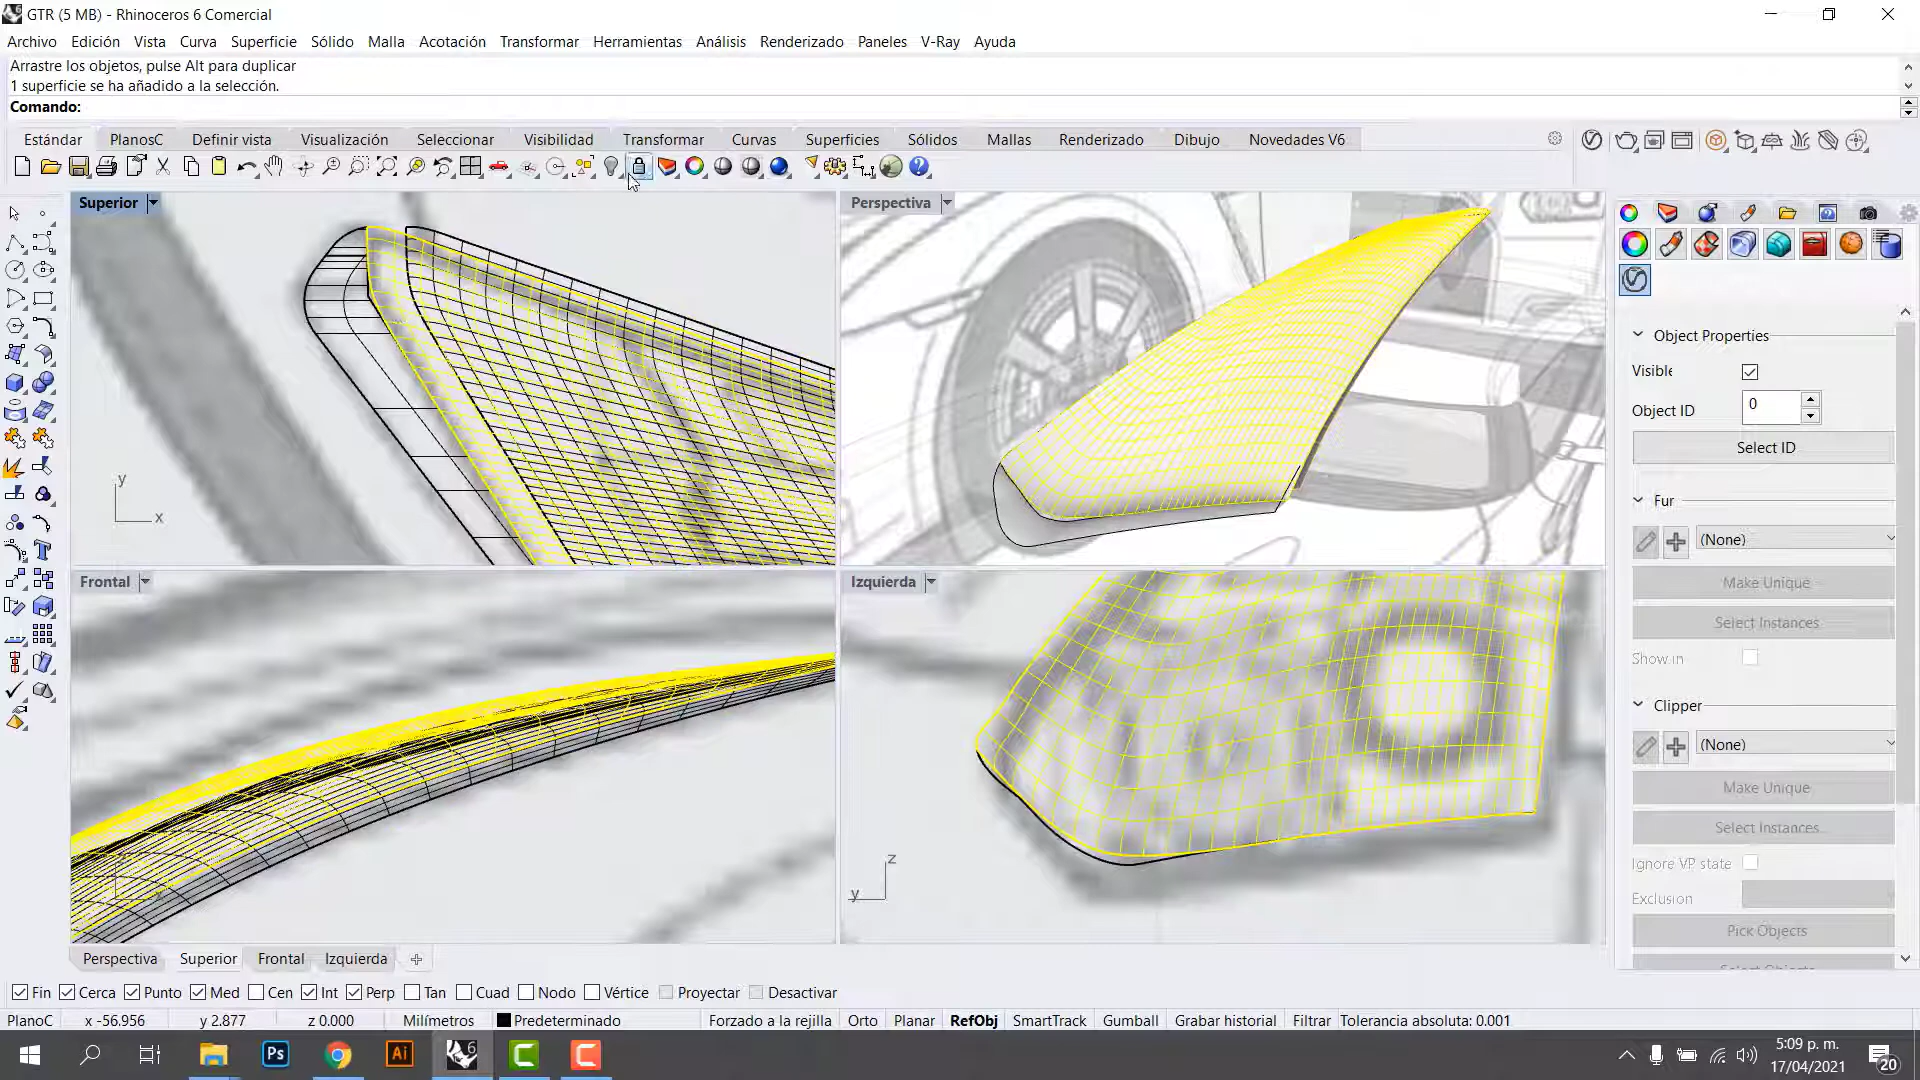 GTR (5 MB) - Rhinoceros 6 Comercial
Archivo Edición Vista Curva Superficie Sólido Malla Acotación Transformar Herramientas Análisis Renderizado Paneles V-Ray Ayuda
Arrastre los objetos, pulse Alt para duplicar
1 superficie se ha añadido a la selección.
Comando:
Estándar PlanosC Definir vista Visualización Seleccionar Visibilidad Transformar Curvas Superficies Sólidos Mallas Renderizado Dibujo Novedades V6
Superior
Perspectiva
y
x
Frontal
Izquierda
z
y
x
Object Properties
Visible
Object ID 0
Select ID
Fur
(None)
Make Unique
Select Instances
Show in
Clipper
(None)
Make Unique
Select Instances
Ignore VP state
Exclusion
Pick Objects
Select Objects
Perspectiva Superior Frontal Izquierda
Fin Cerca Punto Med Cen Int Perp Tan Cuad Nodo Vértice Proyectar Desactivar
PlanoC x -56.956 y 2.877 z 0.000 Milímetros Predeterminado Forzado a la rejilla Orto Planar RefObj SmartTrack Gumball Grabar historial Filtrar Tolerancia absoluta: 0.001
Ps
Ai
6
C
C
5:09 p. m.
17/04/2021
20